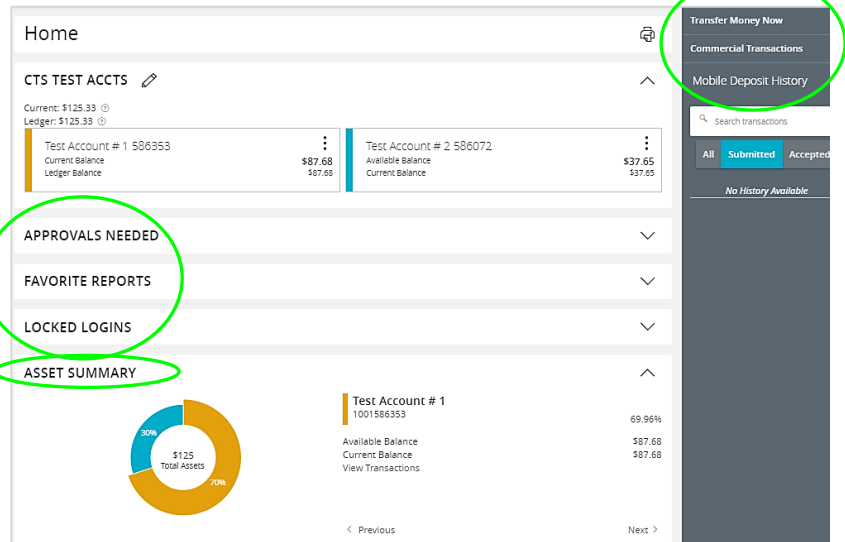 Home
CTS TEST ACCTS
Current: $125.33
Ledger: $125.33
Test Account # 1 586353
Current Balance $87.68
Ledger Balance $87.68
Test Account # 2 586072
Available Balance $37.65
Current Balance $37.65
APPROVALS NEEDED
FAVORITE REPORTS
LOCKED LOGINS
ASSET SUMMARY
30%
$125
Total Assets
70%
Test Account # 1
1001586353
69.96%
Available Balance $87.68
Current Balance $87.68
View Transactions
< Previous Next >
Transfer Money Now
Commercial Transactions
Mobile Deposit History
Search transactions
All Submitted Accepted
No History Available